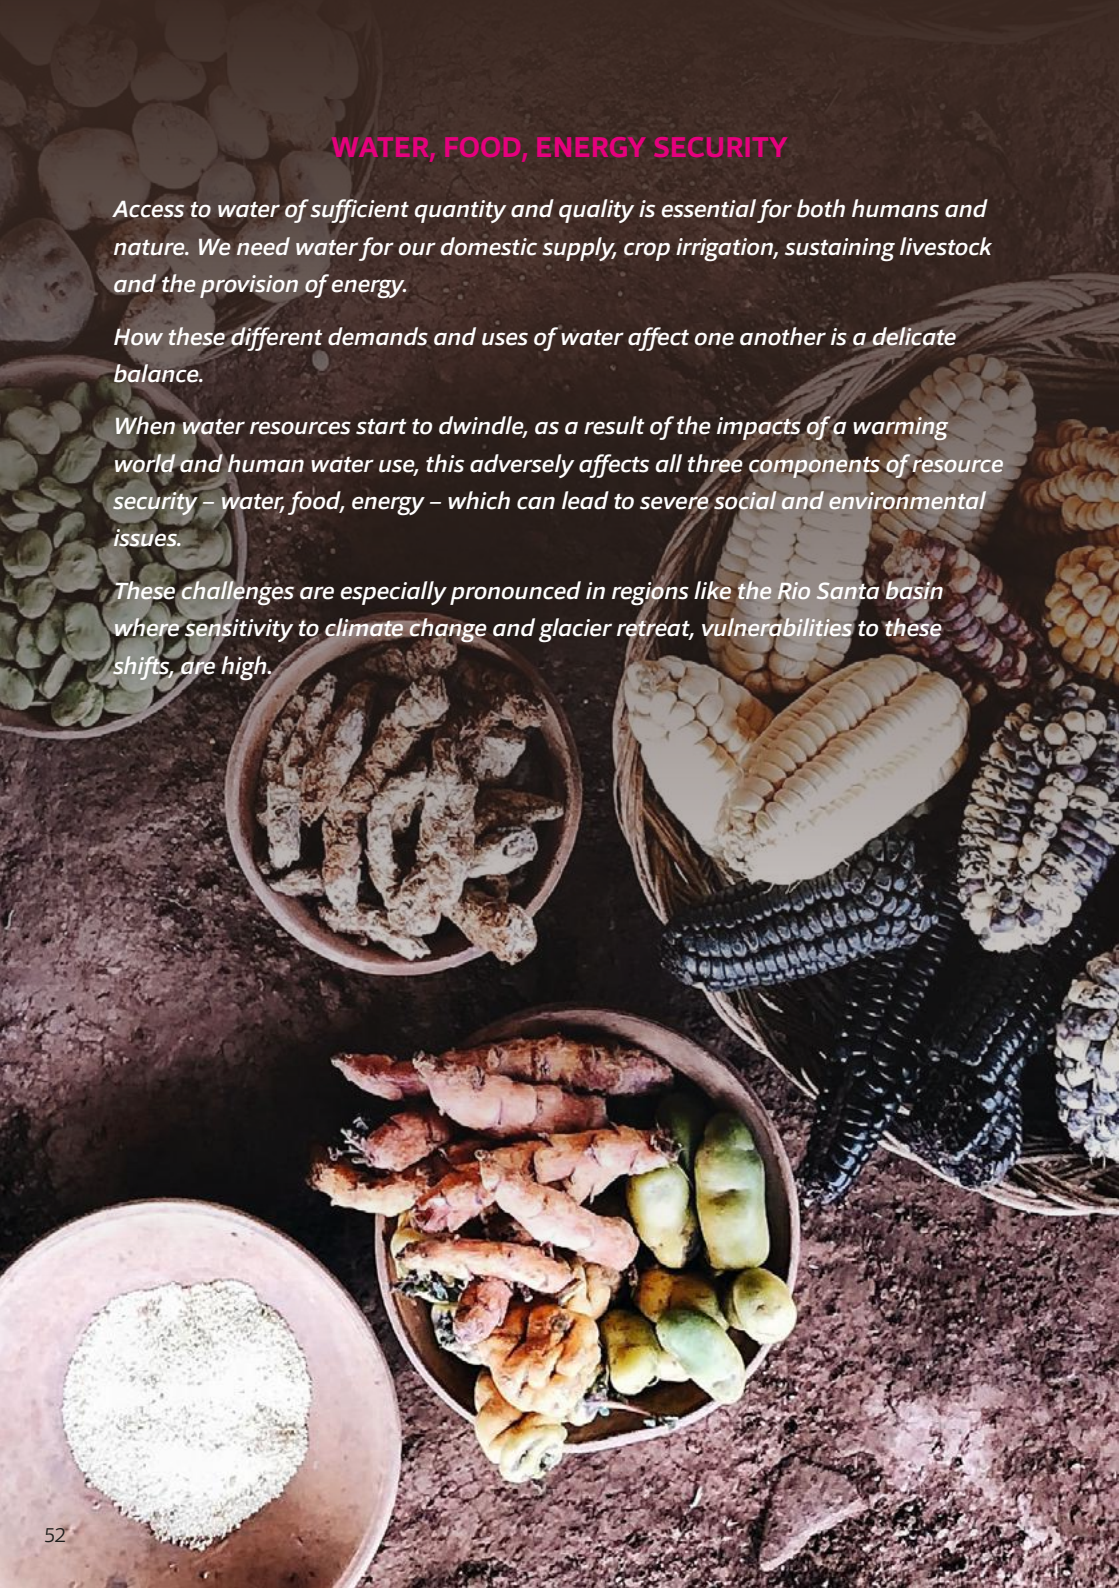 WATER, FOOD, ENERGY SECURITY
Access to water of sufficient quantity and quality is essential for both humans and
nature. We need water for our domestic supply, crop irrigation, sustaining livestock
and the provision of energy.
How these different demands and uses of water affect one another is a delicate
balance.
When water resources start to dwindle, as a result of the impacts of a warming
world and human water use, this adversely affects all three components of resource
security – water, food, energy – which can lead to severe social and environmental
issues.
These challenges are especially pronounced in regions like the Rio Santa basin
where sensitivity to climate change and glacier retreat, vulnerabilities to these
shifts, are high.
52